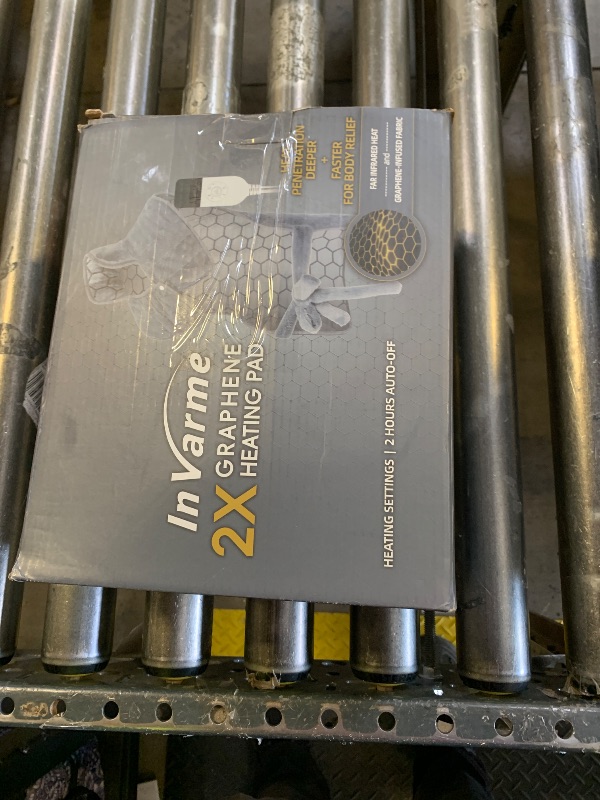 InVarme
2X GRAPHENE
HEATING PAD
HEATING SETTINGS | 2 HOURS AUTO-OFF
PENETRATION
DEEPER
+
FASTER
FOR BODY RELIEF
FAR INFRARED HEAT
and
GRAPHENE-INFUSED FABRIC